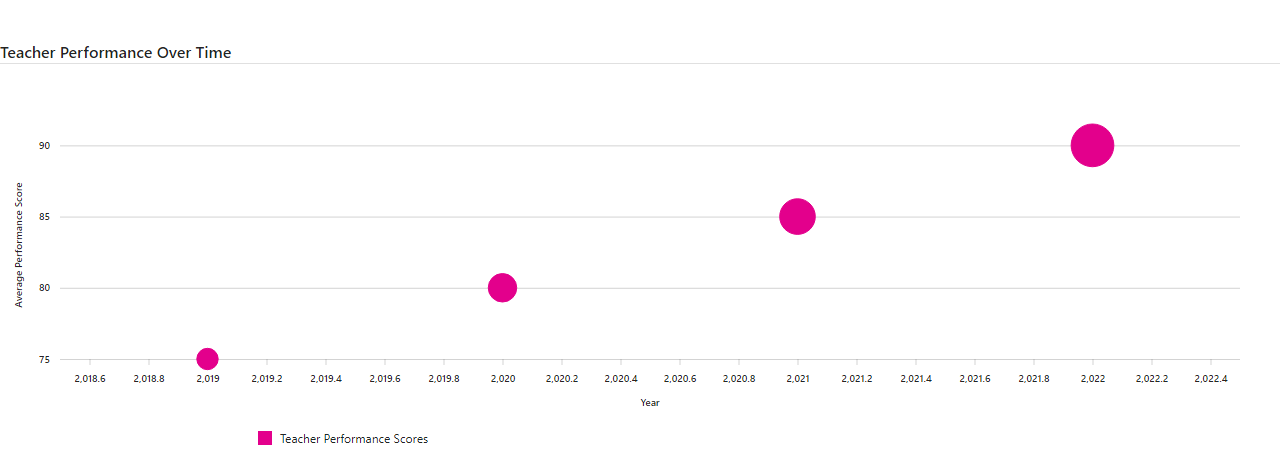 Teacher Performance Over Time
90
85
80
75
Average Performance Score
2,018.6 2,018.8 2,019 2,019.2 2,019.4 2,019.6 2,019.8 2,020 2,020.2 2,020.4 2,020.6 2,020.8 2,021 2,021.2 2,021.4 2,021.6 2,021.8 2,022 2,022.2 2,022.4
Year
Teacher Performance Scores